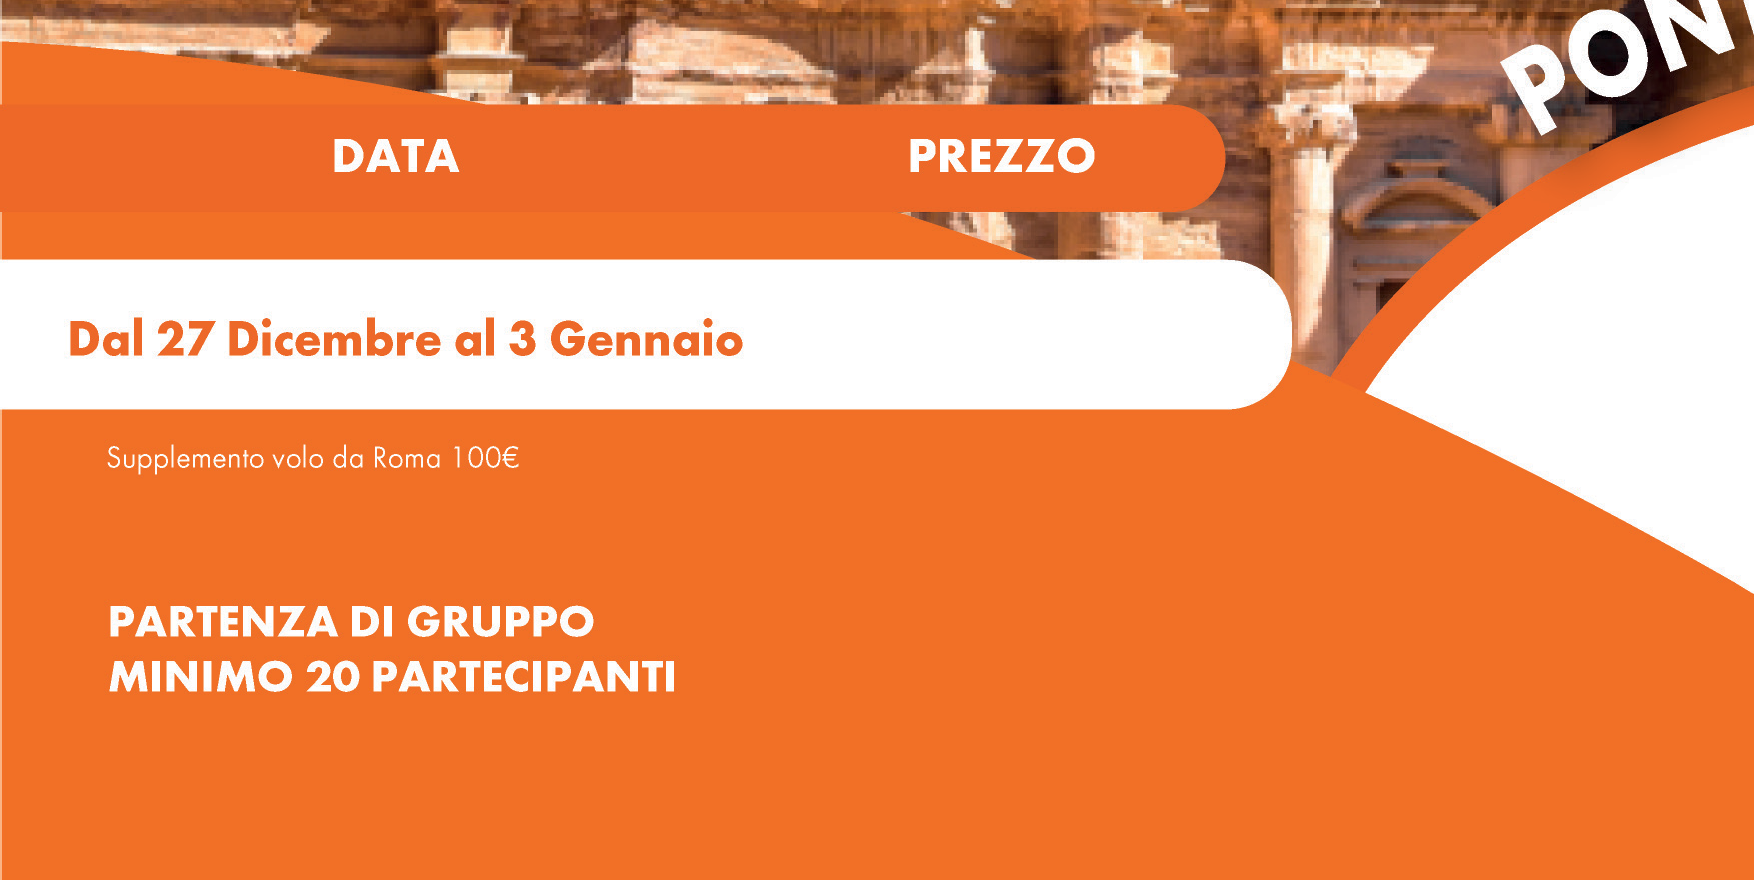 DATA PREZZO
Dal 27 Dicembre al 3 Gennaio
Supplemento volo da Roma 100€
PARTENZA DI GRUPPO
MINIMO 20 PARTECIPANTI